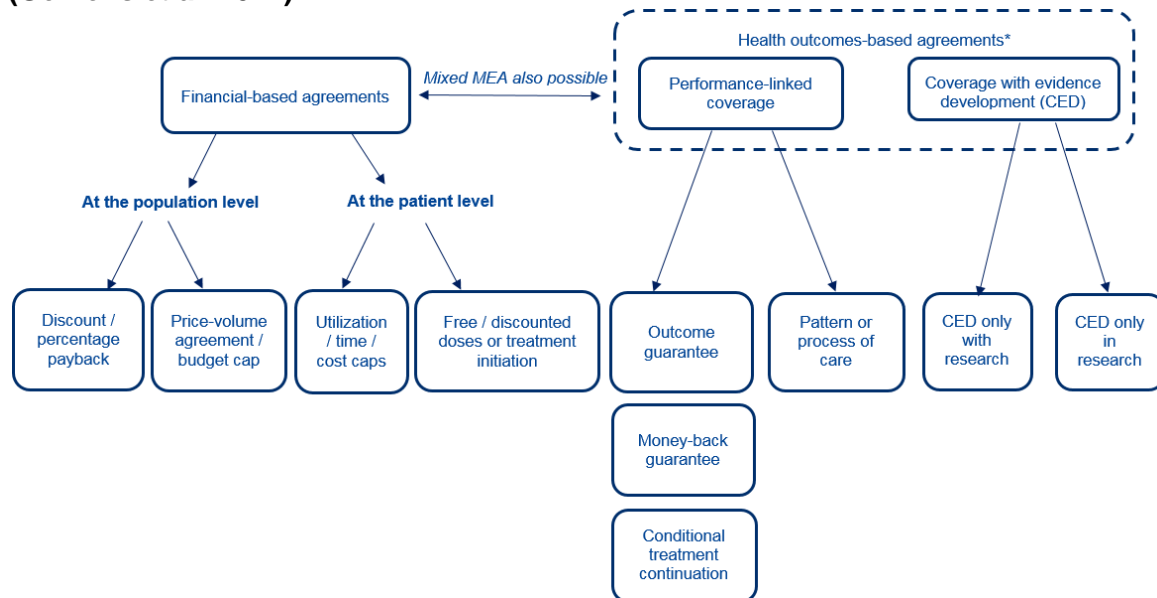 Health outcomes-based agreements*
Mixed MEA also possible
Financial-based agreements
Performance-linked
coverage
Coverage with evidence
development (CED)
At the population level
At the patient level
Discount /
percentage
payback
Price-volume
agreement /
budget cap
Utilization
/ time /
cost caps
Free / discounted
doses or treatment
initiation
Outcome
guarantee
Pattern or
process of
care
CED only
with
research
CED only
in
research
Money-back
guarantee
Conditional
treatment
continuation